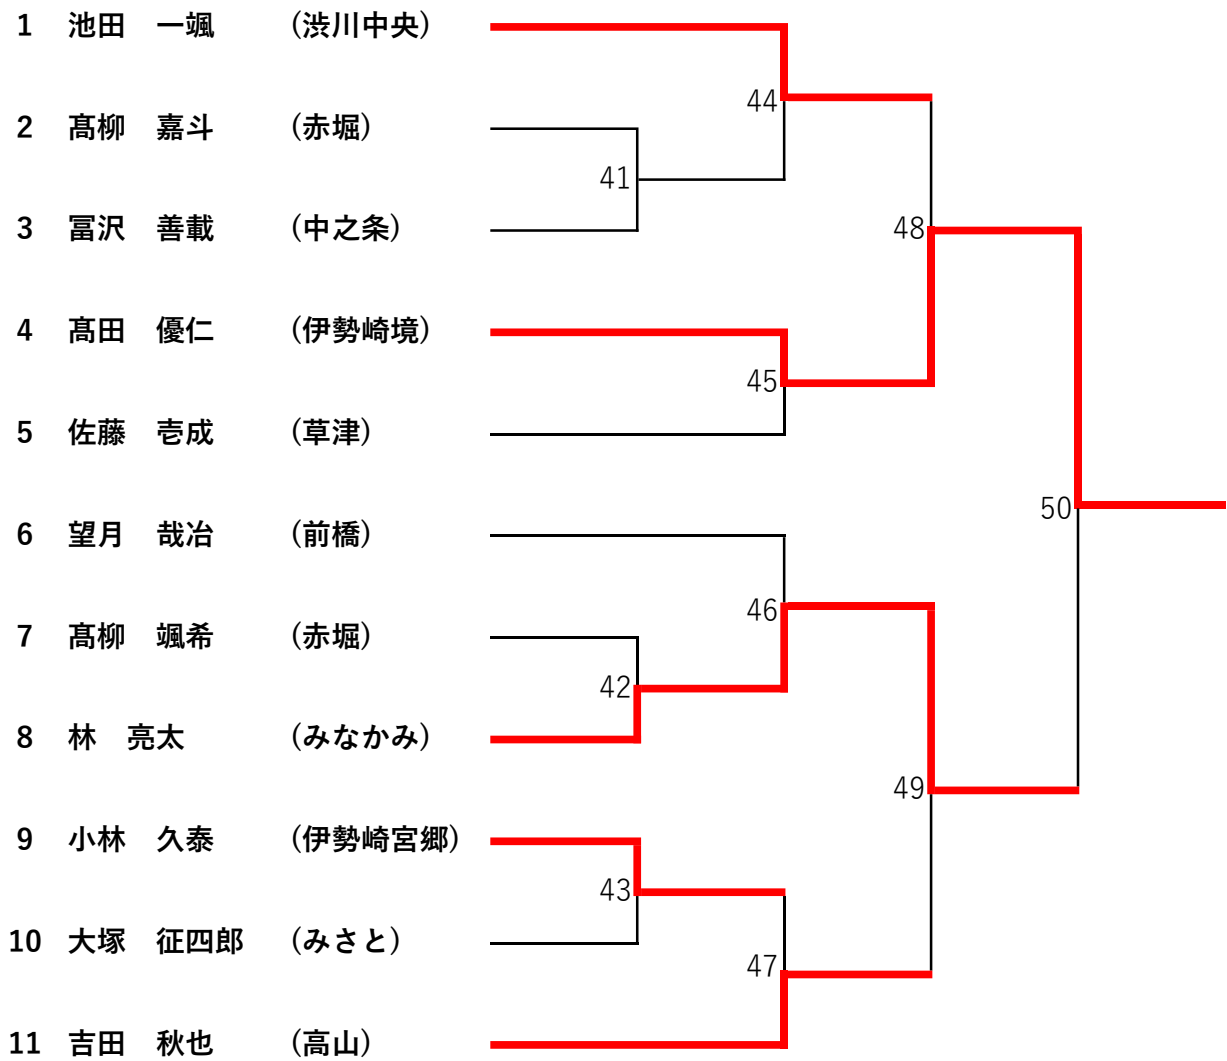 1 池田 一颯 (渋川中央)
44
2 髙柳 嘉斗 (赤堀)
41
3 冨沢 善載 (中之条)
48
4 髙田 優仁 (伊勢崎境)
45
5 佐藤 壱成 (草津)
50
6 望月 哉冶 (前橋)
46
7 髙柳 颯希 (赤堀)
42
8 林 亮太 (みなかみ)
49
9 小林 久泰 (伊勢崎宮郷)
43
10 大塚 征四郎 (みさと)
47
11 吉田 秋也 (高山)